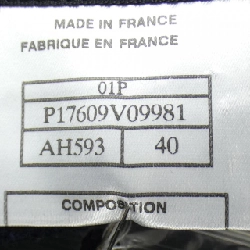 MADE IN FRANCE
FABRIQUE EN FRANCE
01P
P17609V09981
AH593 40
COMPOSITION